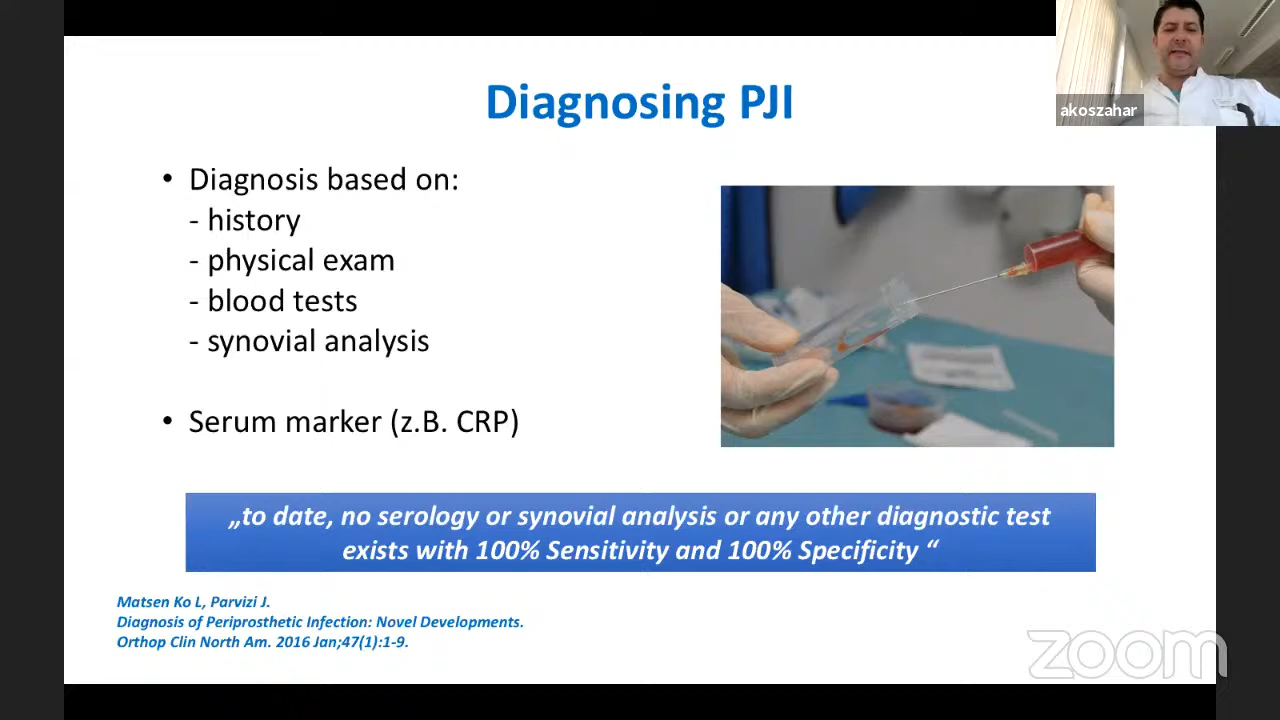 Diagnosing PJI
akoszahar
• Diagnosis based on:
- history
- physical exam
- blood tests
- synovial analysis
• Serum marker (z.B. CRP)
„to date, no serology or synovial analysis or any other diagnostic test
exists with 100% Sensitivity and 100% Specificity “
Matsen Ko L, Parvizi J.
Diagnosis of Periprosthetic Infection: Novel Developments.
Orthop Clin North Am. 2016 Jan;47(1):1-9.
zoom